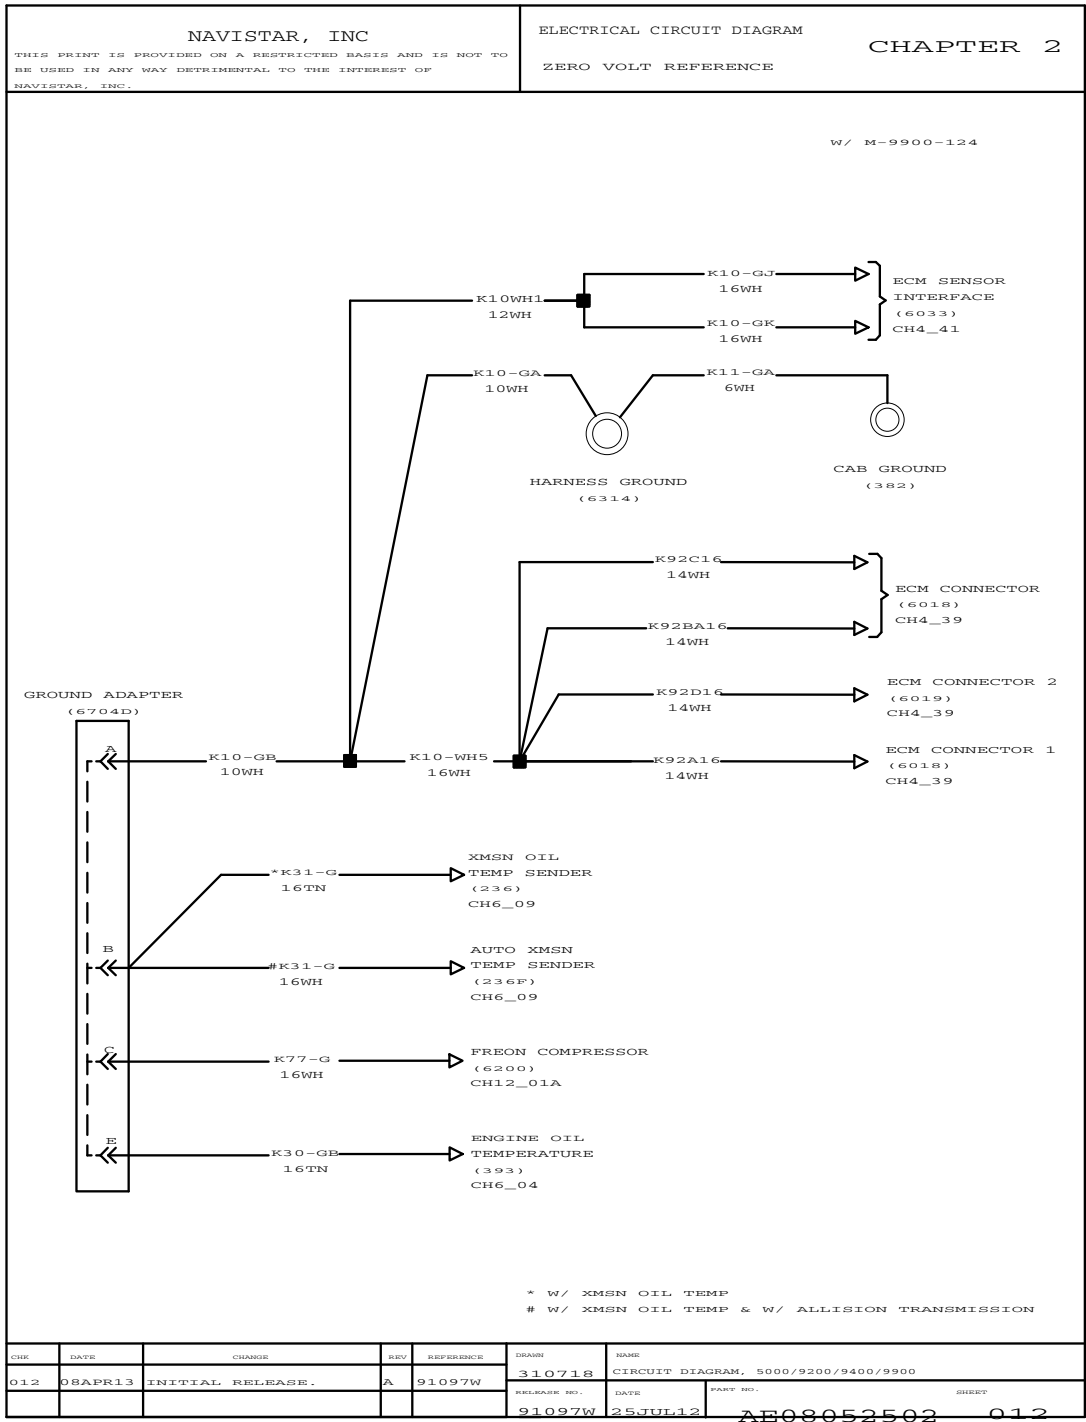 NAVISTAR, INC
THIS PRINT IS PROVIDED ON A RESTRICTED BASIS AND IS NOT TO
BE USED IN ANY WAY DETRIMENTAL TO THE INTEREST OF
NAVISTAR, INC.
ELECTRICAL CIRCUIT DIAGRAM
ZERO VOLT REFERENCE
CHAPTER 2
W/ M-9900-124
K10WH1
12WH
K10-GJ
16WH
K10-GK
16WH
ECM SENSOR
INTERFACE
(6033)
CH4_41
K10-GA
10WH
K11-GA
6WH
HARNESS GROUND
(6314)
CAB GROUND
(382)
K92C16
14WH
K92BA16
14WH
ECM CONNECTOR
(6018)
CH4_39
K92D16
14WH
ECM CONNECTOR 2
(6019)
CH4_39
GROUND ADAPTER
(6704D)
A
K10-GB
10WH
K10-WH5
16WH
K92A16
14WH
ECM CONNECTOR 1
(6018)
CH4_39
*K31-G
16TN
XMSN OIL
TEMP SENDER
(236)
CH6_09
B
#K31-G
16WH
AUTO XMSN
TEMP SENDER
(236F)
CH6_09
C
K77-G
16WH
FREON COMPRESSOR
(6200)
CH12_01A
E
K30-GB
16TN
ENGINE OIL
TEMPERATURE
(393)
CH6_04
* W/ XMSN OIL TEMP
# W/ XMSN OIL TEMP & W/ ALLISION TRANSMISSION
CHK DATE CHANGE REV REFERENCE
012 08APR13 INITIAL RELEASE. A 91097W
DRAWN
310718
NAME
CIRCUIT DIAGRAM, 5000/9200/9400/9900
RELEASE NO.
91097W
DATE
25JUL12
PART NO.
AE08052502
SHEET
012